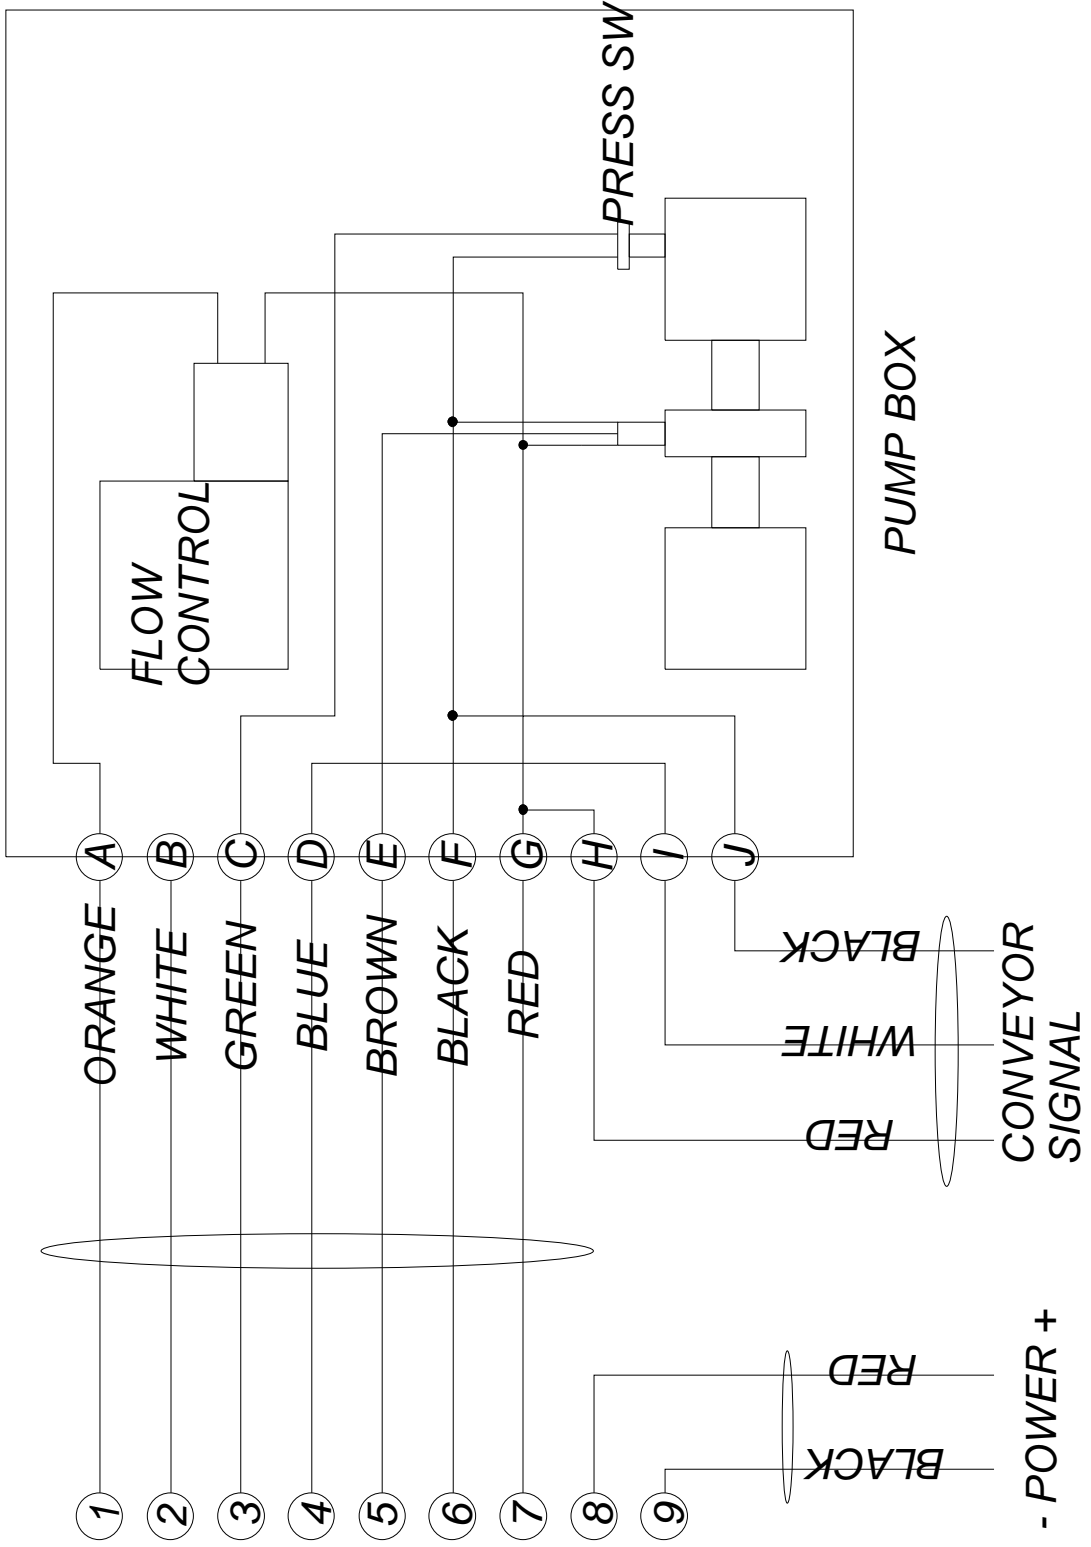 PRESS SW
FLOW
CONTROL
PUMP BOX
A
B
C
D
E
F
G
H
I
J
ORANGE
WHITE
GREEN
BLUE
BROWN
BLACK
RED
BLACK
WHITE
RED
CONVEYOR
SIGNAL
RED
BLACK
- POWER +
1
2
3
4
5
6
7
8
9